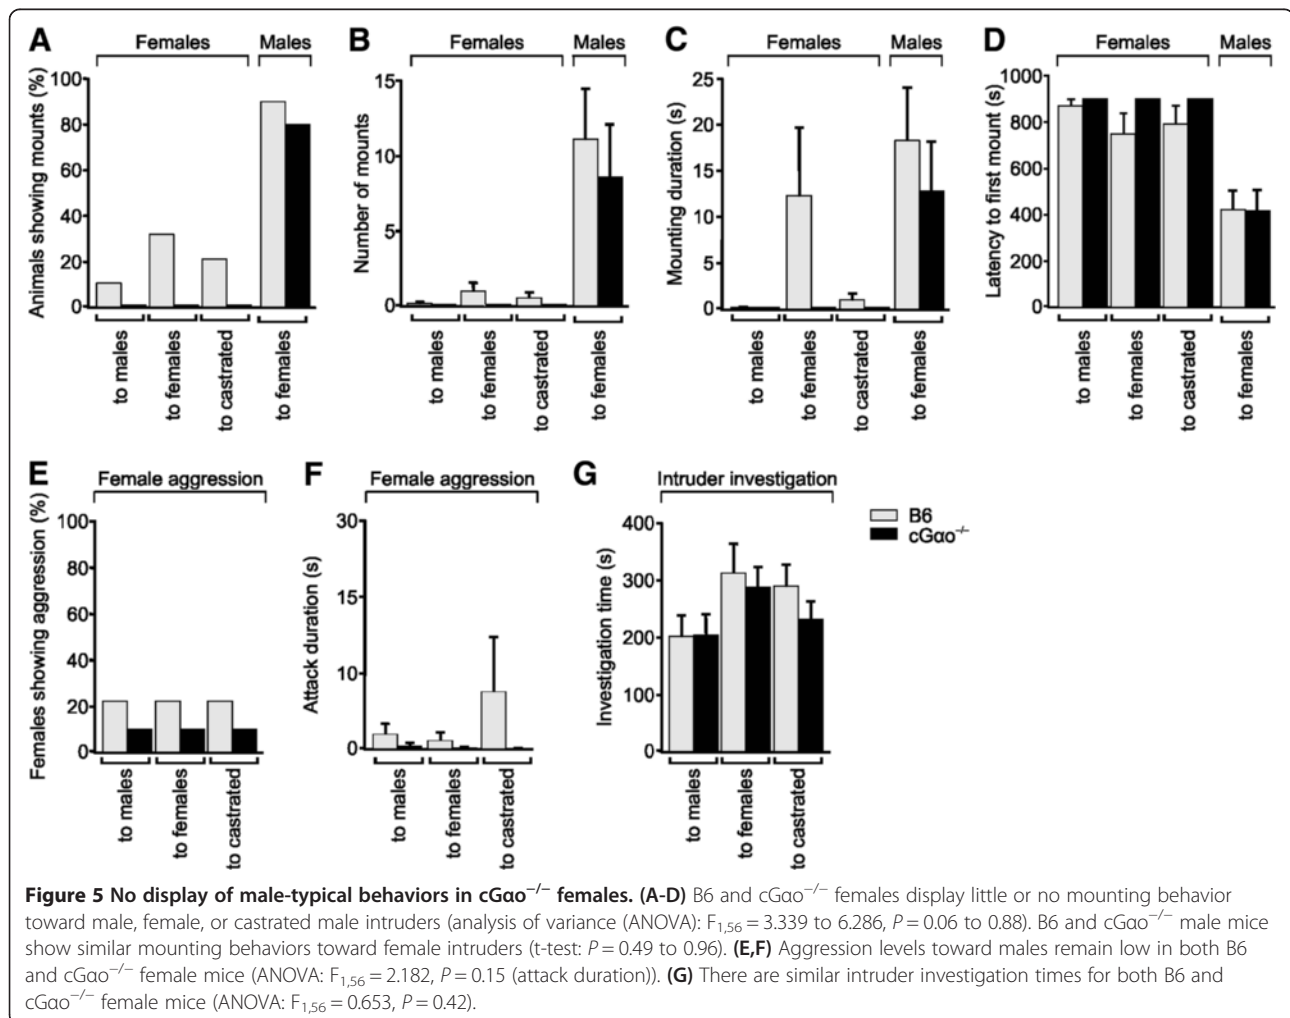 A
Females
Males
Animals showing mounts (%)
100
80
60
40
20
0
to males
to females
to castrated
to females
B
Females
Males
Number of mounts
15
10
5
0
to males
to females
to castrated
to females
C
Females
Males
Mounting duration (s)
25
20
15
10
5
0
to males
to females
to castrated
to females
D
Females
Males
Latency to first mount (s)
1000
800
600
400
200
0
to males
to females
to castrated
to females
E
Female aggression
Females showing aggression (%)
100
80
60
40
20
0
to males
to females
to castrated
F
Female aggression
Attack duration (s)
30
15
10
0
to males
to females
to castrated
G
Intruder investigation
Investigation time (s)
400
300
200
100
0
to males
to females
to castrated
B6
cGαo⁻/⁻
Figure 5 No display of male-typical behaviors in cGαo⁻/⁻ females. (A-D) B6 and cGαo⁻/⁻ females display little or no mounting behavior
toward male, female, or castrated male intruders (analysis of variance (ANOVA): F1,56 = 3.339 to 6.286, P = 0.06 to 0.88). B6 and cGαo⁻/⁻ male mice
show similar mounting behaviors toward female intruders (t-test: P = 0.49 to 0.96). (E,F) Aggression levels toward males remain low in both B6
and cGαo⁻/⁻ female mice (ANOVA: F1,56 = 2.182, P = 0.15 (attack duration)). (G) There are similar intruder investigation times for both B6 and
cGαo⁻/⁻ female mice (ANOVA: F1,56 = 0.653, P = 0.42).